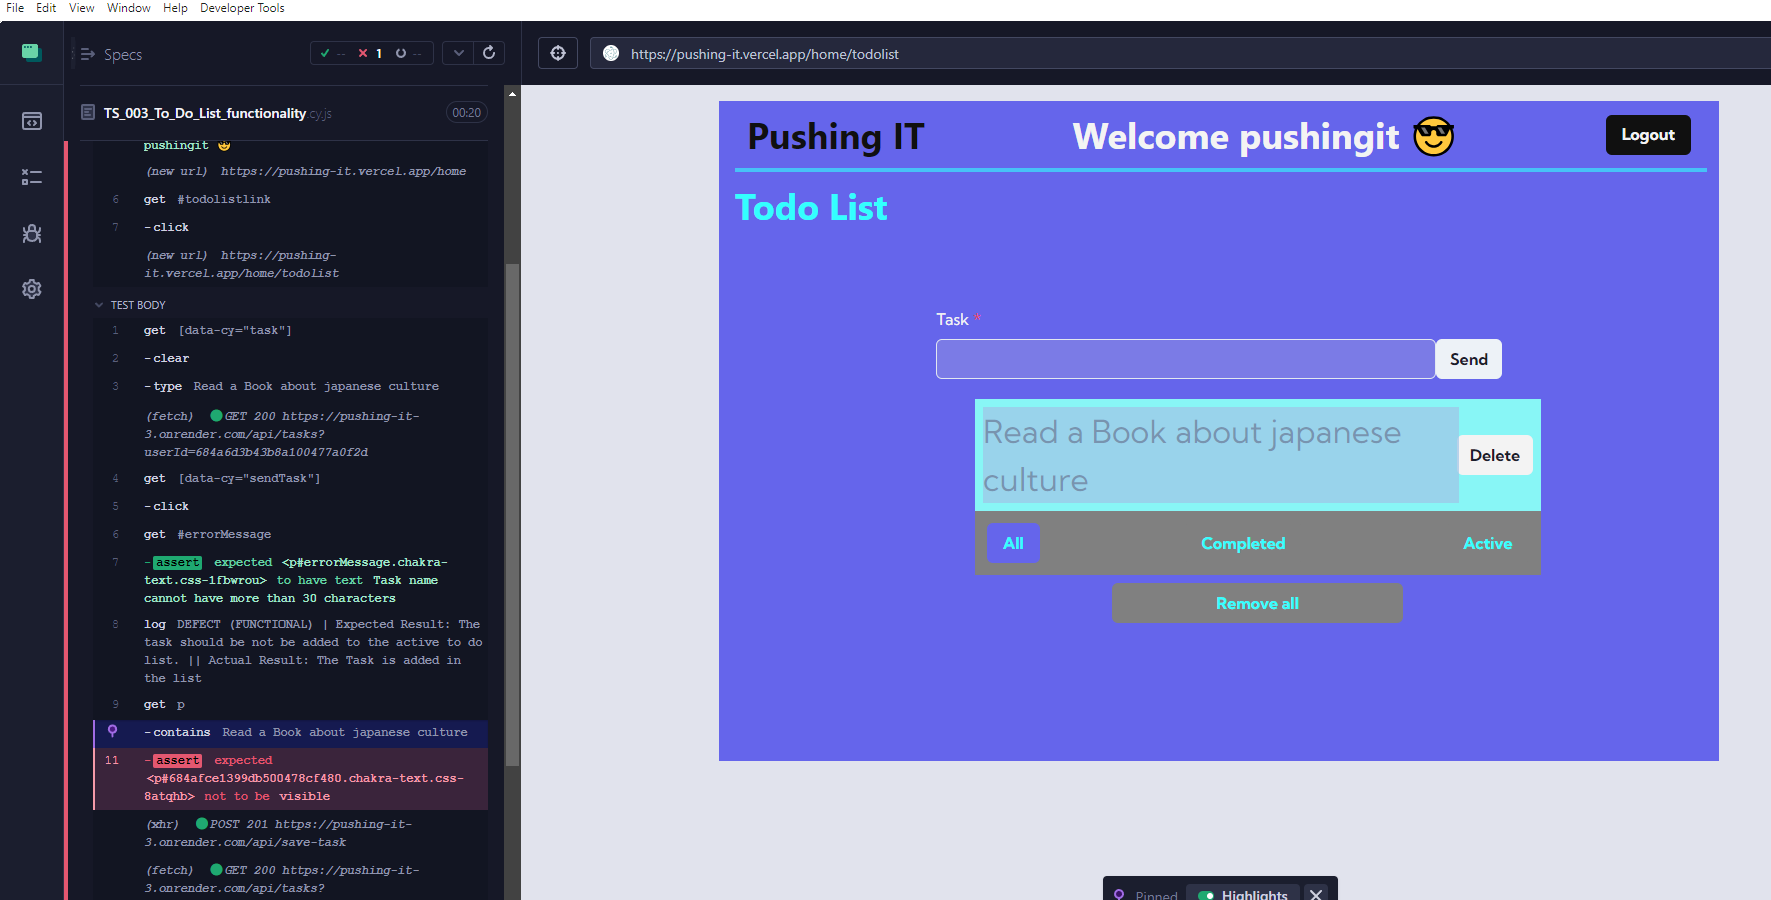 File Edit View Window Help Developer Tools
Specs
-- 1 --
https://pushing-it.vercel.app/home/todolist
TS_003_To_Do_List_functionality.cy.js 00:20
pushingit 😎
(new url) https://pushing-it.vercel.app/home
6 get #todolistlink
7 -click
(new url) https://pushing-
it.vercel.app/home/todolist
TEST BODY
1 get [data-cy="task"]
2 -clear
3 -type Read a Book about japanese culture
(fetch) GET 200 https://pushing-it-
3.onrender.com/api/tasks?
userId=684a6d3b43b8a100477a0f2d
4 get [data-cy="sendTask"]
5 -click
6 get #errorMessage
7 -assert expected <p#errorMessage.chakra-
text.css-1fbwrou> to have text Task name
cannot have more than 30 characters
8 log DEFECT (FUNCTIONAL) | Expected Result: The
task should be not be added to the active to do
list. || Actual Result: The Task is added in
the list
9 get p
-contains Read a Book about japanese culture
11 -assert expected
<p#684afce1399db500478cf480.chakra-text.css-
8atqhb> not to be visible
(xhr) POST 201 https://pushing-it-
3.onrender.com/api/save-task
(fetch) GET 200 https://pushing-it-
3.onrender.com/api/tasks?
Pushing IT
Welcome pushingit 😎
Logout
Todo List
Task *
Send
Read a Book about japanese
culture
Delete
All Completed Active
Remove all
Pinned Highlights